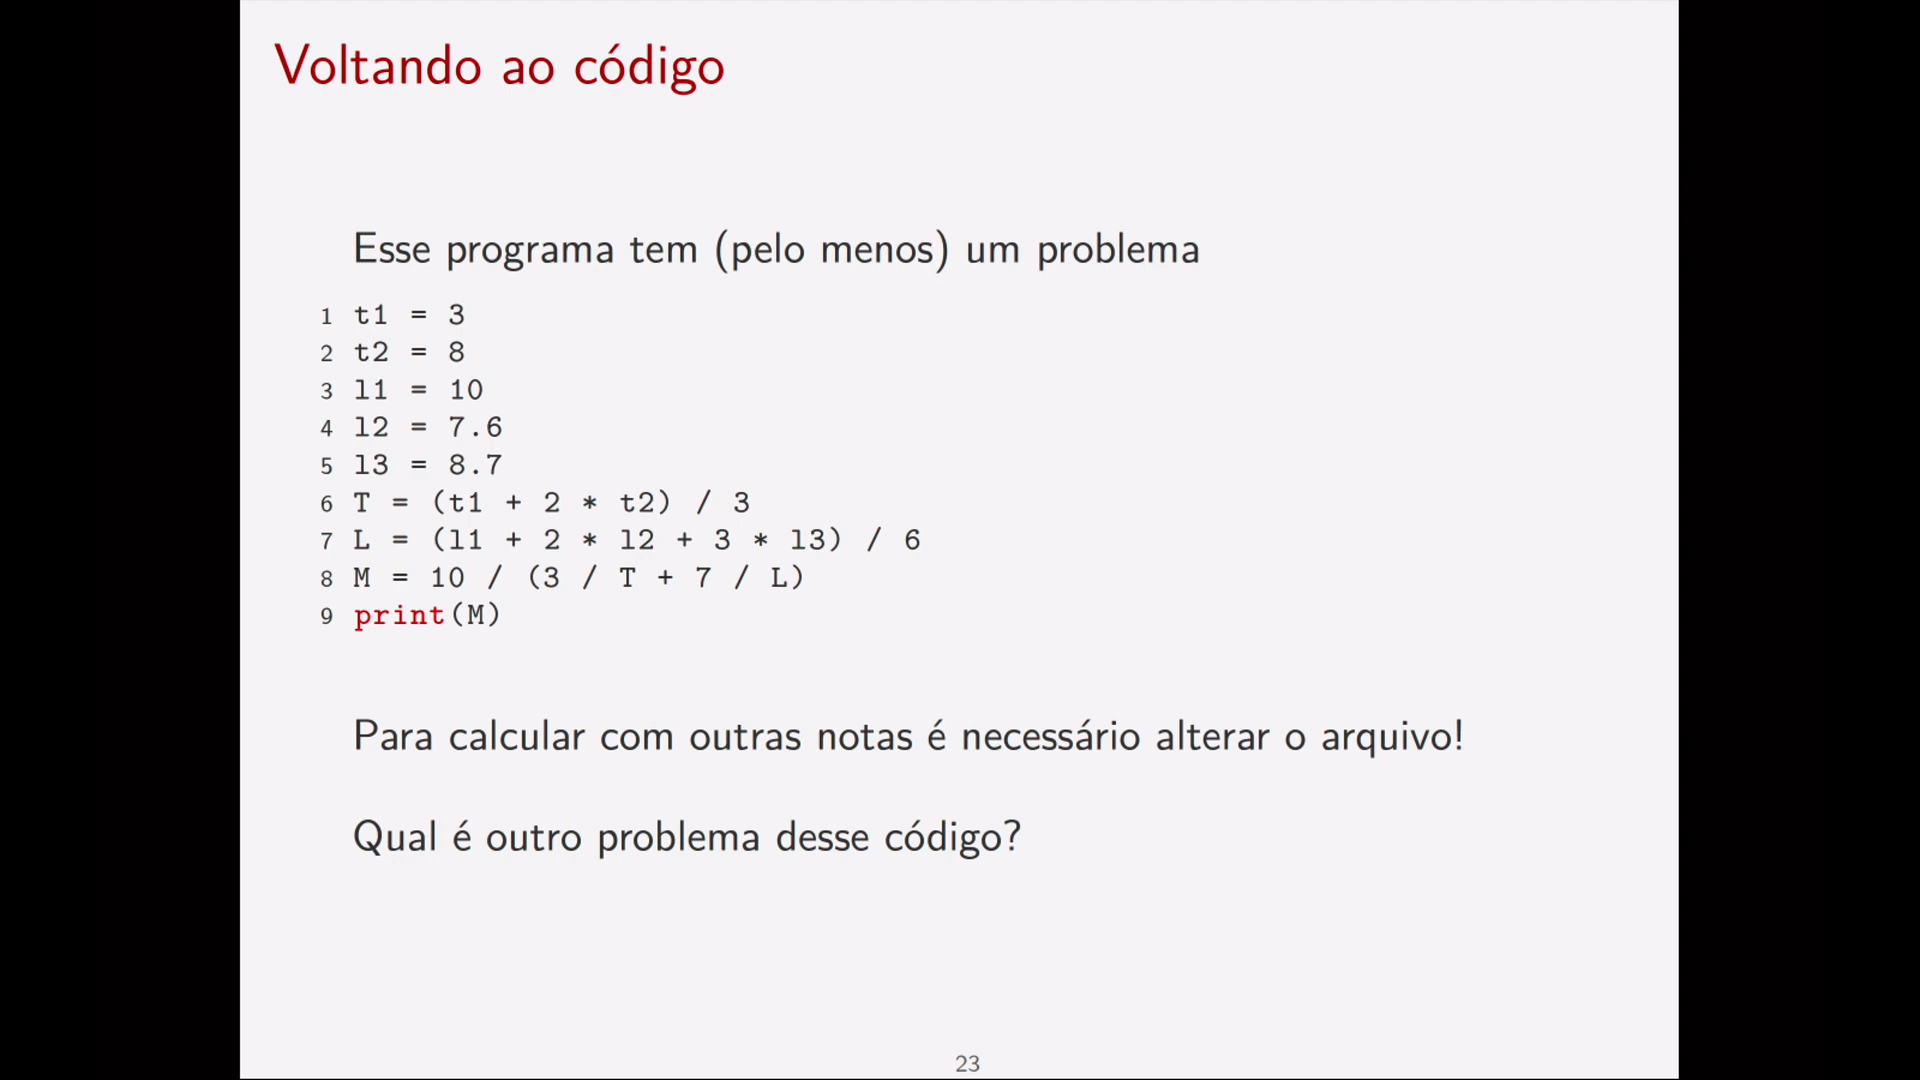 Voltando ao código
Esse programa tem (pelo menos) um problema
1 t1 = 3
2 t2 = 8
3 l1 = 10
4 l2 = 7.6
5 l3 = 8.7
6 T = (t1 + 2 * t2) / 3
7 L = (l1 + 2 * l2 + 3 * l3) / 6
8 M = 10 / (3 / T + 7 / L)
9 print(M)
Para calcular com outras notas é necessário alterar o arquivo!
Qual é outro problema desse código?
23